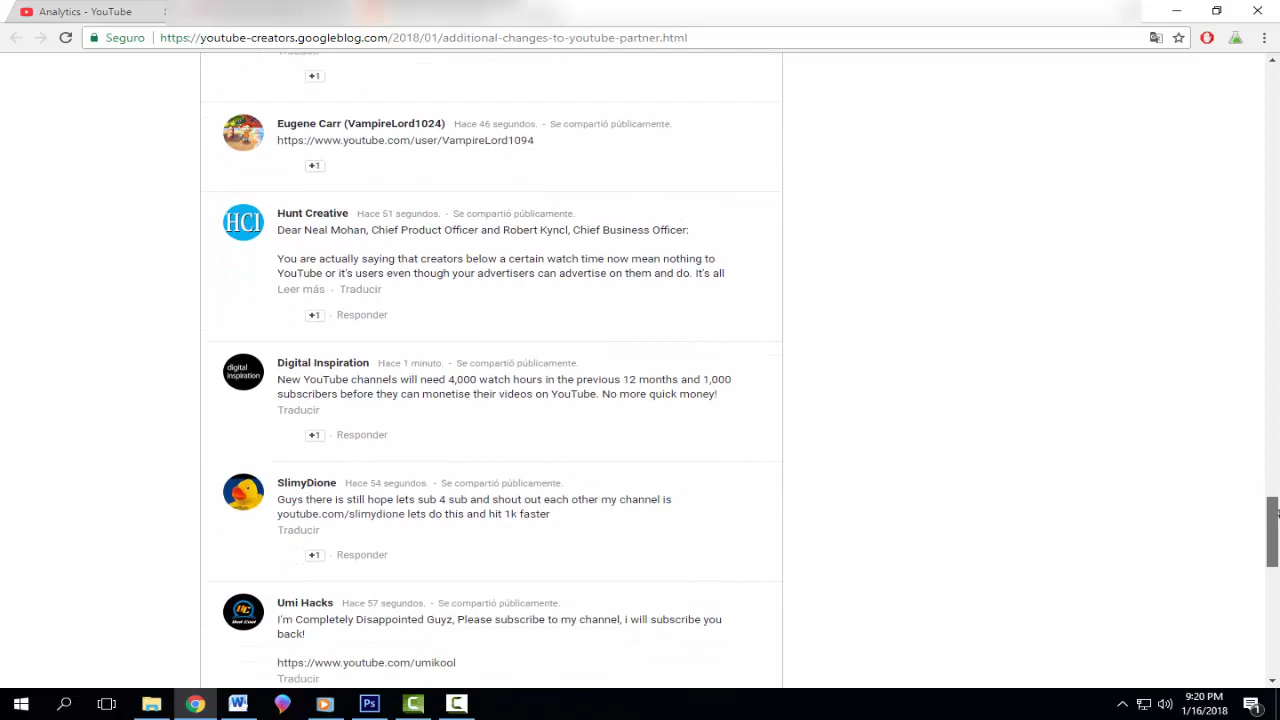 Analytics - YouTube
Seguro
https://youtube-creators.googleblog.com/2018/01/additional-changes-to-youtube-partner.html
+1
Eugene Carr (VampireLord1024) Hace 46 segundos. - Se compartió públicamente.
https://www.youtube.com/user/VampireLord1094
+1
HCI
Hunt Creative Hace 51 segundos. - Se compartió públicamente.
Dear Neal Mohan, Chief Product Officer and Robert Kyncl, Chief Business Officer:
You are actually saying that creators below a certain watch time now mean nothing to
YouTube or it's users even though your advertisers can advertise on them and do. It's all
Leer más · Traducir
+1 · Responder
digital
inspiration
Digital Inspiration Hace 1 minuto. - Se compartió públicamente.
New YouTube channels will need 4,000 watch hours in the previous 12 months and 1,000
subscribers before they can monetise their videos on YouTube. No more quick money!
Traducir
+1 · Responder
SlimyDione Hace 54 segundos. - Se compartió públicamente.
Guys there is still hope lets sub 4 sub and shout out each other my channel is
youtube.com/slimydione lets do this and hit 1k faster
Traducir
+1 · Responder
Umi Hacks Hace 57 segundos. - Se compartió públicamente.
I'm Completely Disappointed Guyz, Please subscribe to my channel, i will subscribe you
back!
https://www.youtube.com/umikool
Traducir
9:20 PM
1/16/2018